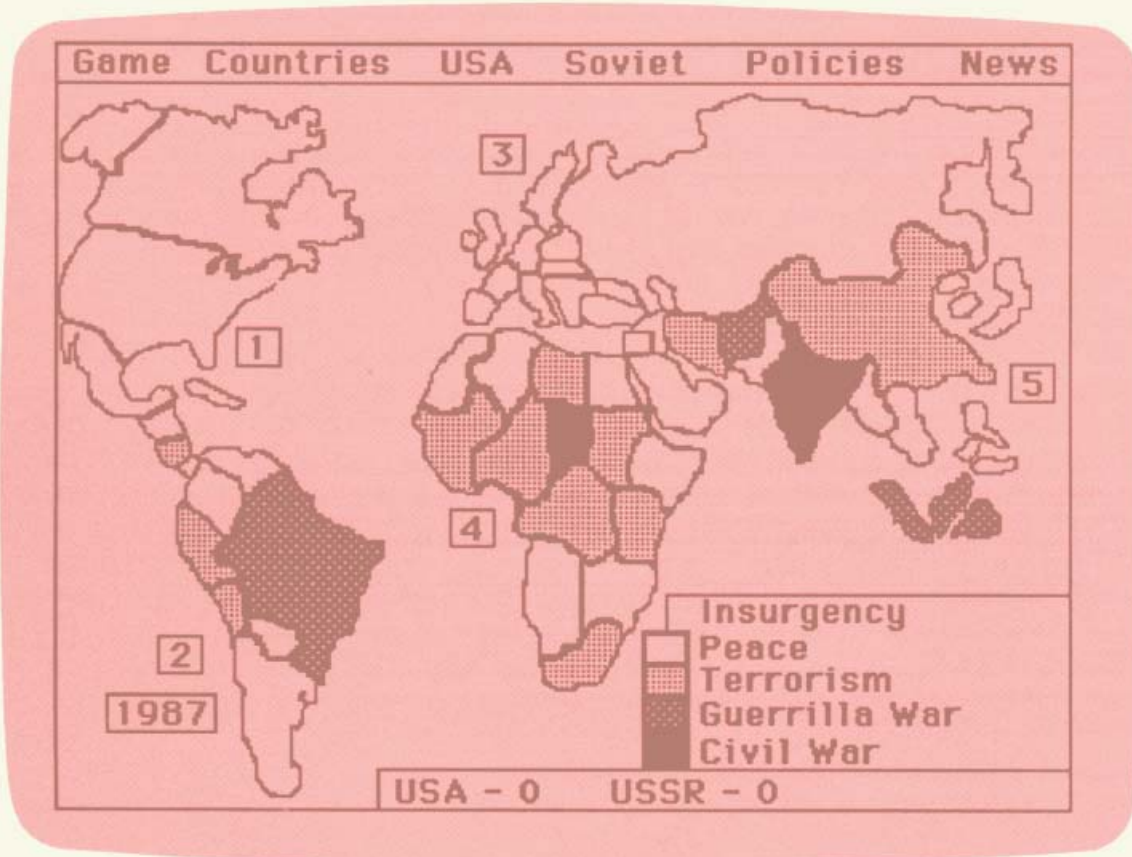 Game Countries USA Soviet Policies News
3
1
5
4
2
1987
Insurgency
Peace
Terrorism
Guerrilla War
Civil War
USA - 0 USSR - 0